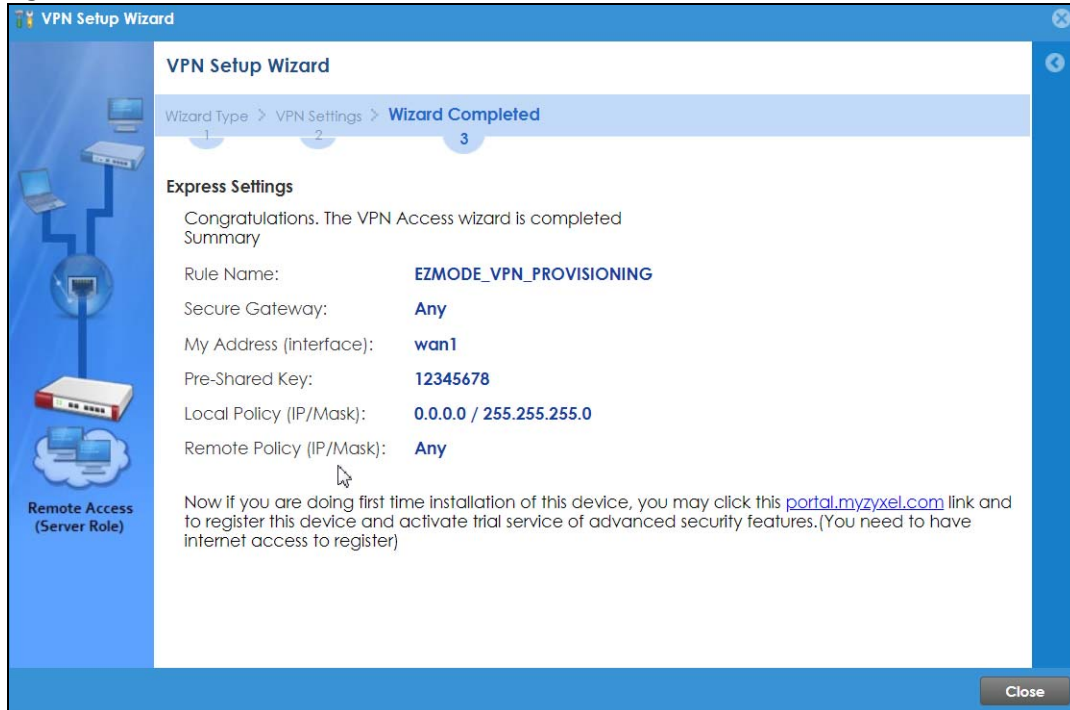 VPN Setup Wizard
VPN Setup Wizard
Wizard Type > VPN Settings > Wizard Completed
1 2 3
Express Settings
Congratulations. The VPN Access wizard is completed
Summary
Rule Name: EZMODE_VPN_PROVISIONING
Secure Gateway: Any
My Address (interface): wan1
Pre-Shared Key: 12345678
Local Policy (IP/Mask): 0.0.0.0 / 255.255.255.0
Remote Policy (IP/Mask): Any
Remote Access
(Server Role)
Now if you are doing first time installation of this device, you may click this portal.myzyxel.com link and
to register this device and activate trial service of advanced security features.(You need to have
internet access to register)
Close